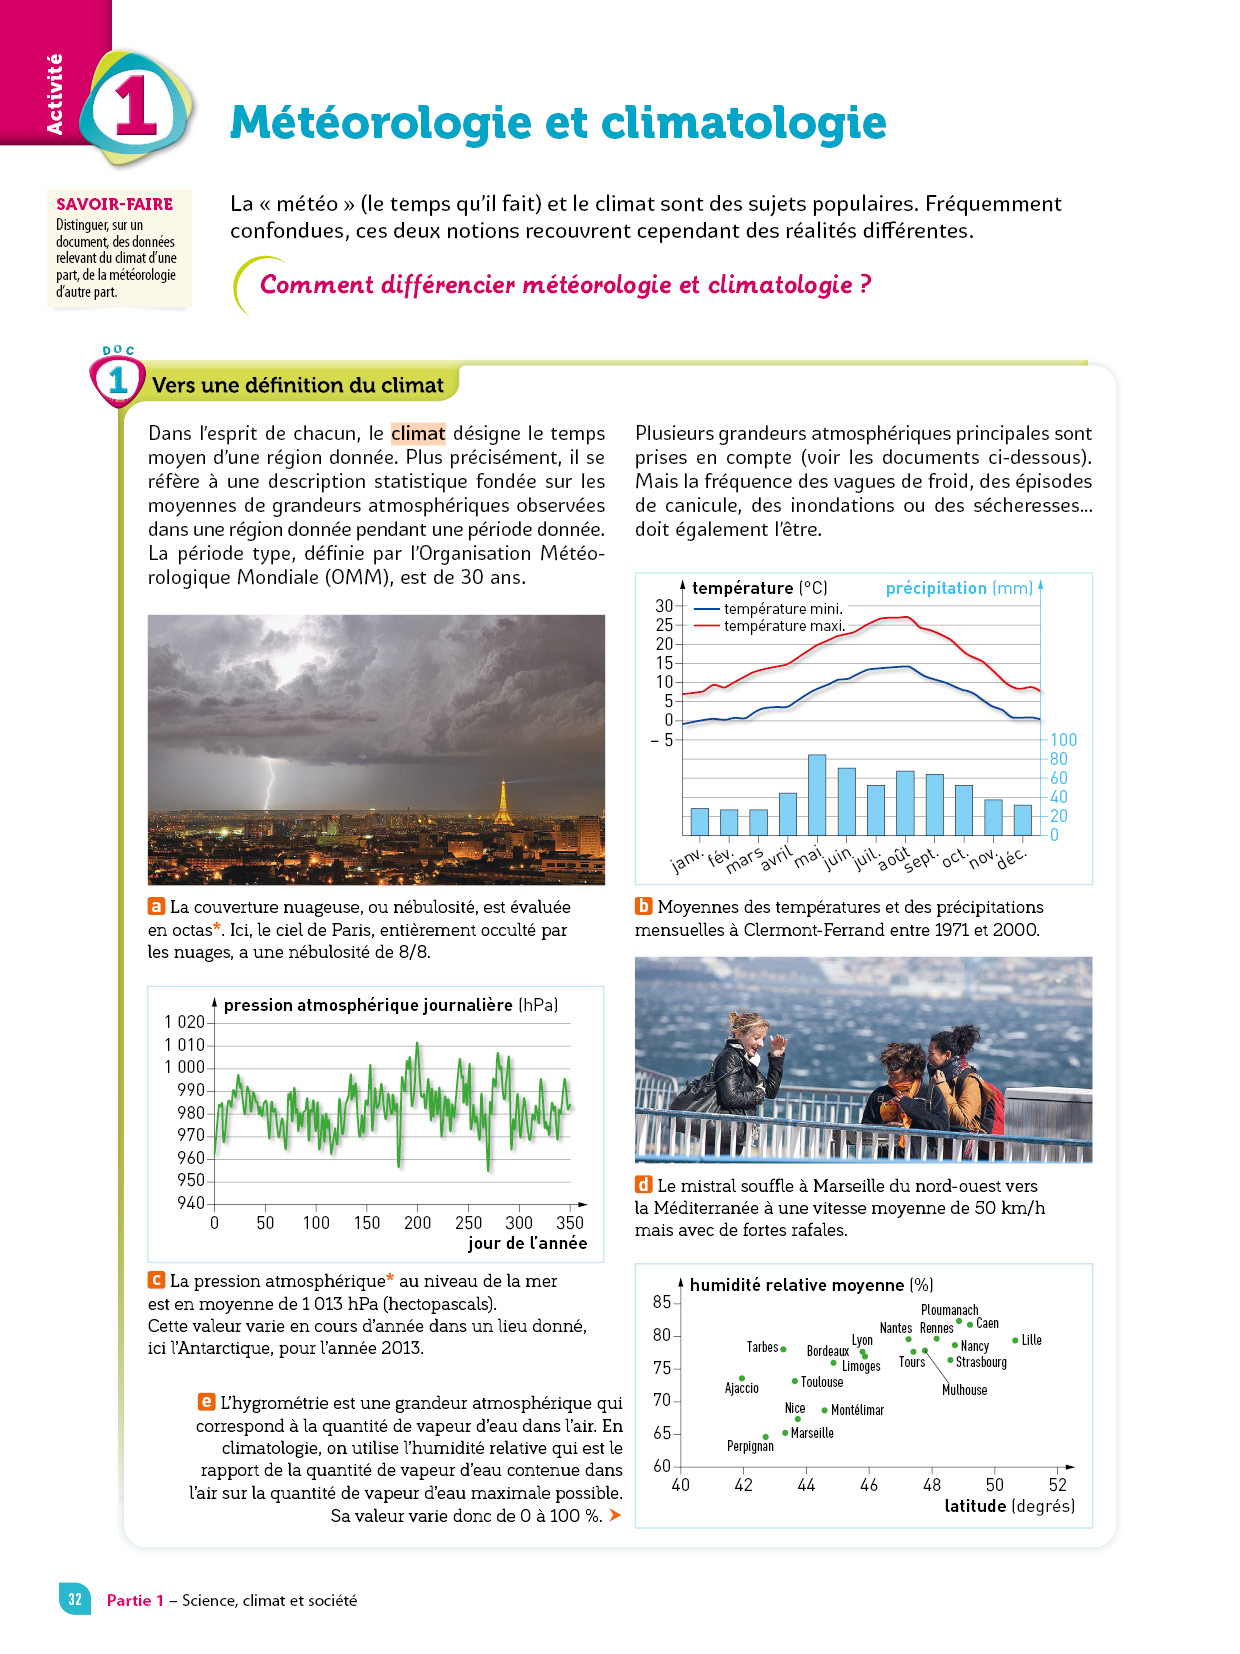 Activité
1
Météorologie et climatologie
SAVOIR-FAIRE
Distinguer, sur un
document, des données
relevant du climat d'une
part, de la météorologie
d'autre part.
La « météo » (le temps qu'il fait) et le climat sont des sujets populaires. Fréquemment
confondues, ces deux notions recouvrent cependant des réalités différentes.
Comment différencier météorologie et climatologie ?
DOC
1
Vers une définition du climat
Dans l'esprit de chacun, le climat désigne le temps
moyen d'une région donnée. Plus précisément, il se
réfère à une description statistique fondée sur les
moyennes de grandeurs atmosphériques observées
dans une région donnée pendant une période donnée.
La période type, définie par l'Organisation Météo-
rologique Mondiale (OMM), est de 30 ans.
Plusieurs grandeurs atmosphériques principales sont
prises en compte (voir les documents ci-dessous).
Mais la fréquence des vagues de froid, des épisodes
de canicule, des inondations ou des sécheresses...
doit également l'être.
a La couverture nuageuse, ou nébulosité, est évaluée
en octas*. Ici, le ciel de Paris, entièrement occulté par
les nuages, a une nébulosité de 8/8.
température (°C)
précipitation (mm)
température mini.
température maxi.
30
25
20
15
10
5
0
– 5
100
80
60
40
20
0
janv. fév. mars avril mai juin juil. août sept. oct. nov. déc.
b Moyennes des températures et des précipitations
mensuelles à Clermont-Ferrand entre 1971 et 2000.
pression atmosphérique journalière (hPa)
1 020
1 010
1 000
990
980
970
960
950
940
0 50 100 150 200 250 300 350
jour de l'année
c La pression atmosphérique* au niveau de la mer
est en moyenne de 1 013 hPa (hectopascals).
Cette valeur varie en cours d'année dans un lieu donné,
ici l'Antarctique, pour l'année 2013.
d Le mistral souffle à Marseille du nord-ouest vers
la Méditerranée à une vitesse moyenne de 50 km/h
mais avec de fortes rafales.
e L'hygrométrie est une grandeur atmosphérique qui
correspond à la quantité de vapeur d'eau dans l'air. En
climatologie, on utilise l'humidité relative qui est le
rapport de la quantité de vapeur d'eau contenue dans
l'air sur la quantité de vapeur d'eau maximale possible.
Sa valeur varie donc de 0 à 100 %.
humidité relative moyenne (%)
85
80
75
70
65
60
Ploumanach
Nantes
Rennes
Caen
Lille
Tarbes
Bordeaux
Lyon
Limoges
Tours
Nancy
Strasbourg
Mulhouse
Ajaccio
Toulouse
Nice
Montélimar
Marseille
Perpignan
40 42 44 46 48 50 52
latitude (degrés)
32
Partie 1 – Science, climat et société